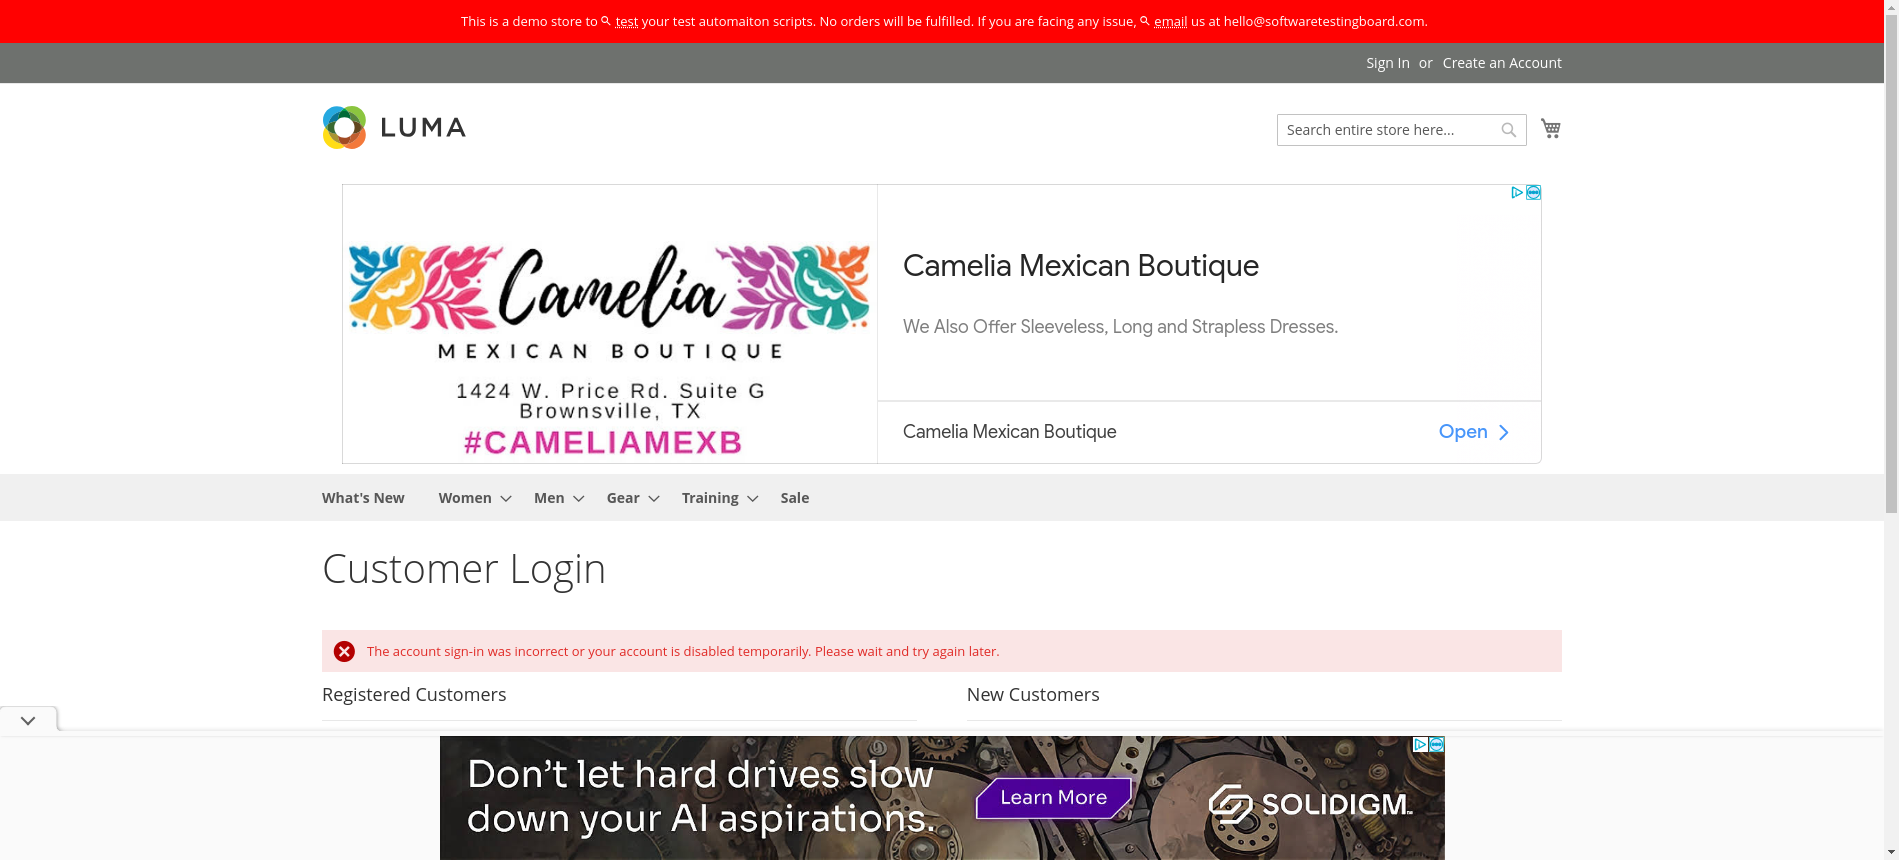 This is a demo store to test your test automaiton scripts. No orders will be fulfilled. If you are facing any issue, email us at hello@softwaretestingboard.com.
Sign In or Create an Account
LUMA
Search entire store here...
Camelia
MEXICAN BOUTIQUE
1424 W. Price Rd. Suite G
Brownsville, TX
#CAMELIAMEXB
Camelia Mexican Boutique
We Also Offer Sleeveless, Long and Strapless Dresses.
Camelia Mexican Boutique
Open
What's New Women Men Gear Training Sale
Customer Login
The account sign-in was incorrect or your account is disabled temporarily. Please wait and try again later.
Registered Customers
New Customers
Don't let hard drives slow
down your AI aspirations.
Learn More
SOLIDIGM